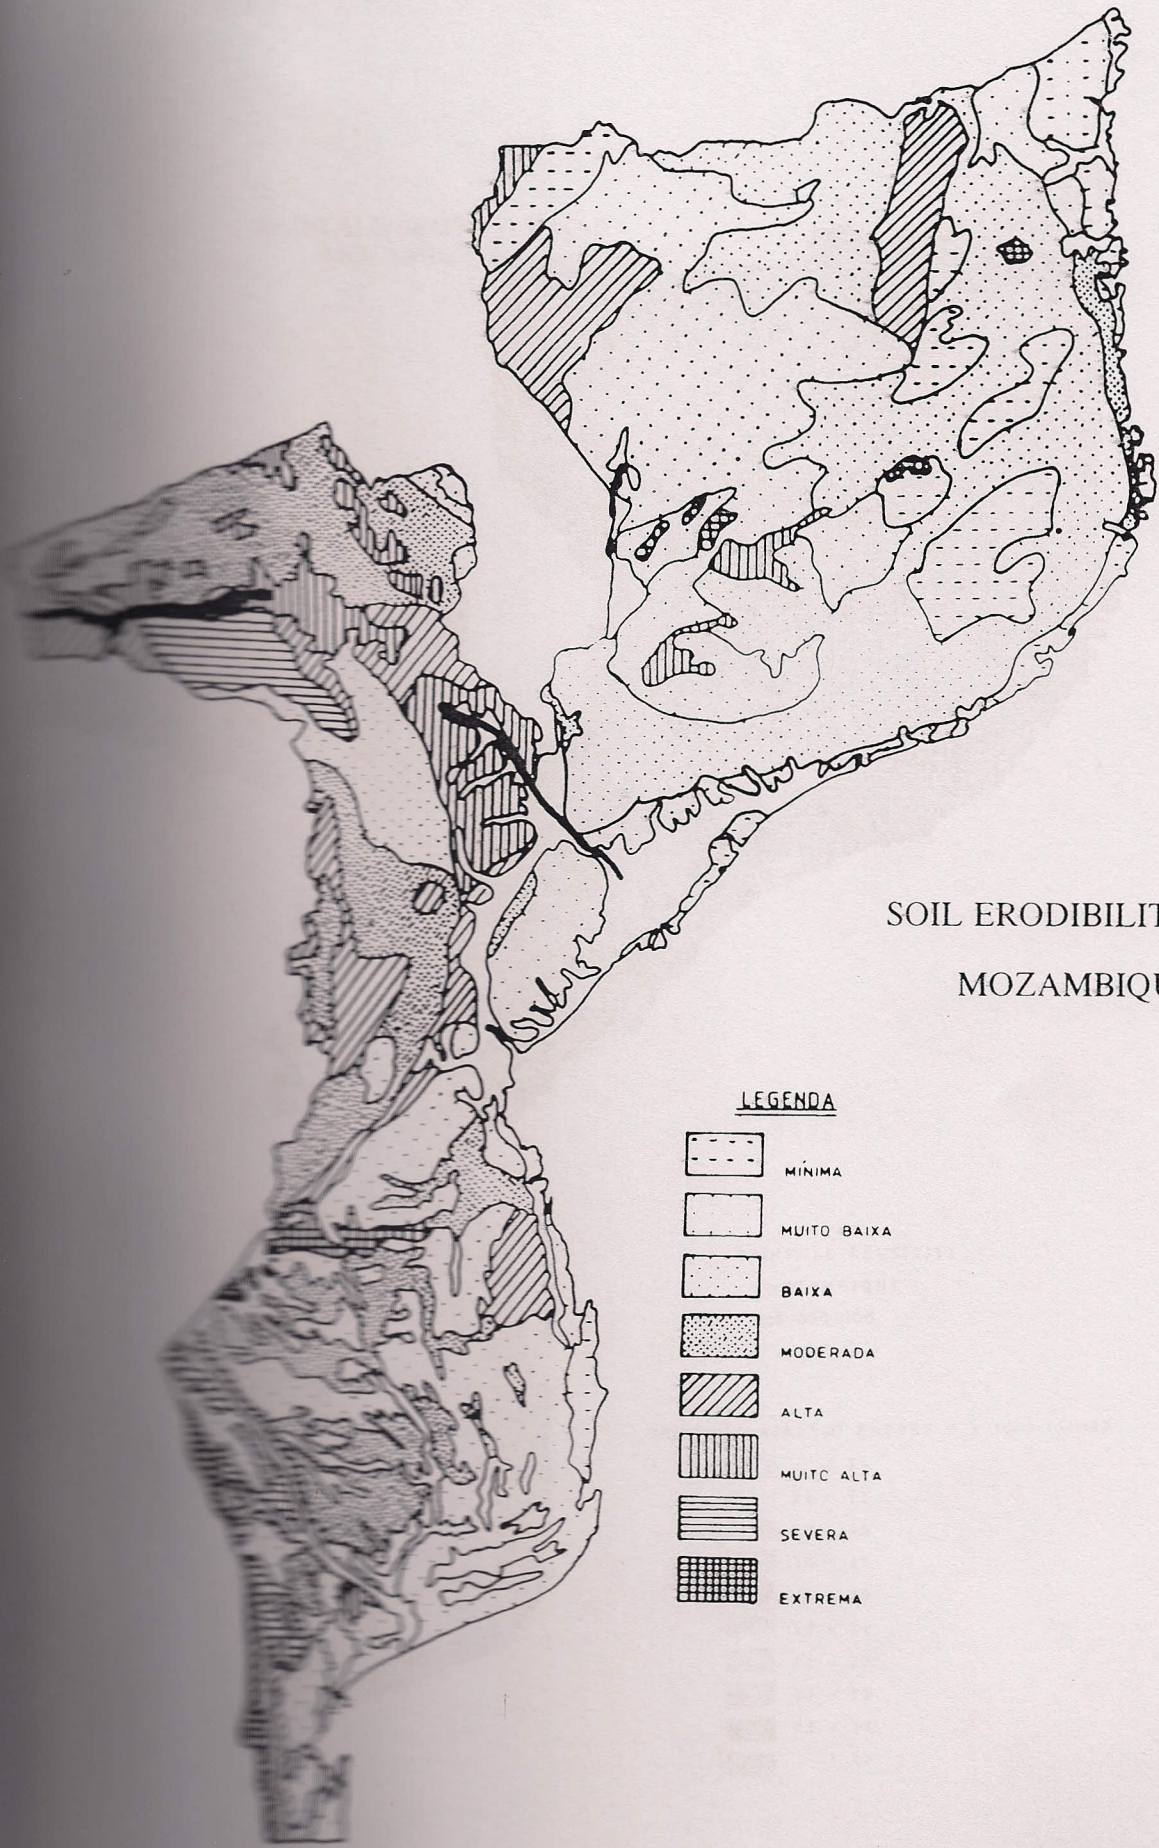 SOIL ERODIBILIT
MOZAMBIQU
LEGENDA
MÍNIMA
MUITO BAIXA
BAIXA
MODERADA
ALTA
MUITC ALTA
SEVERA
EXTREMA